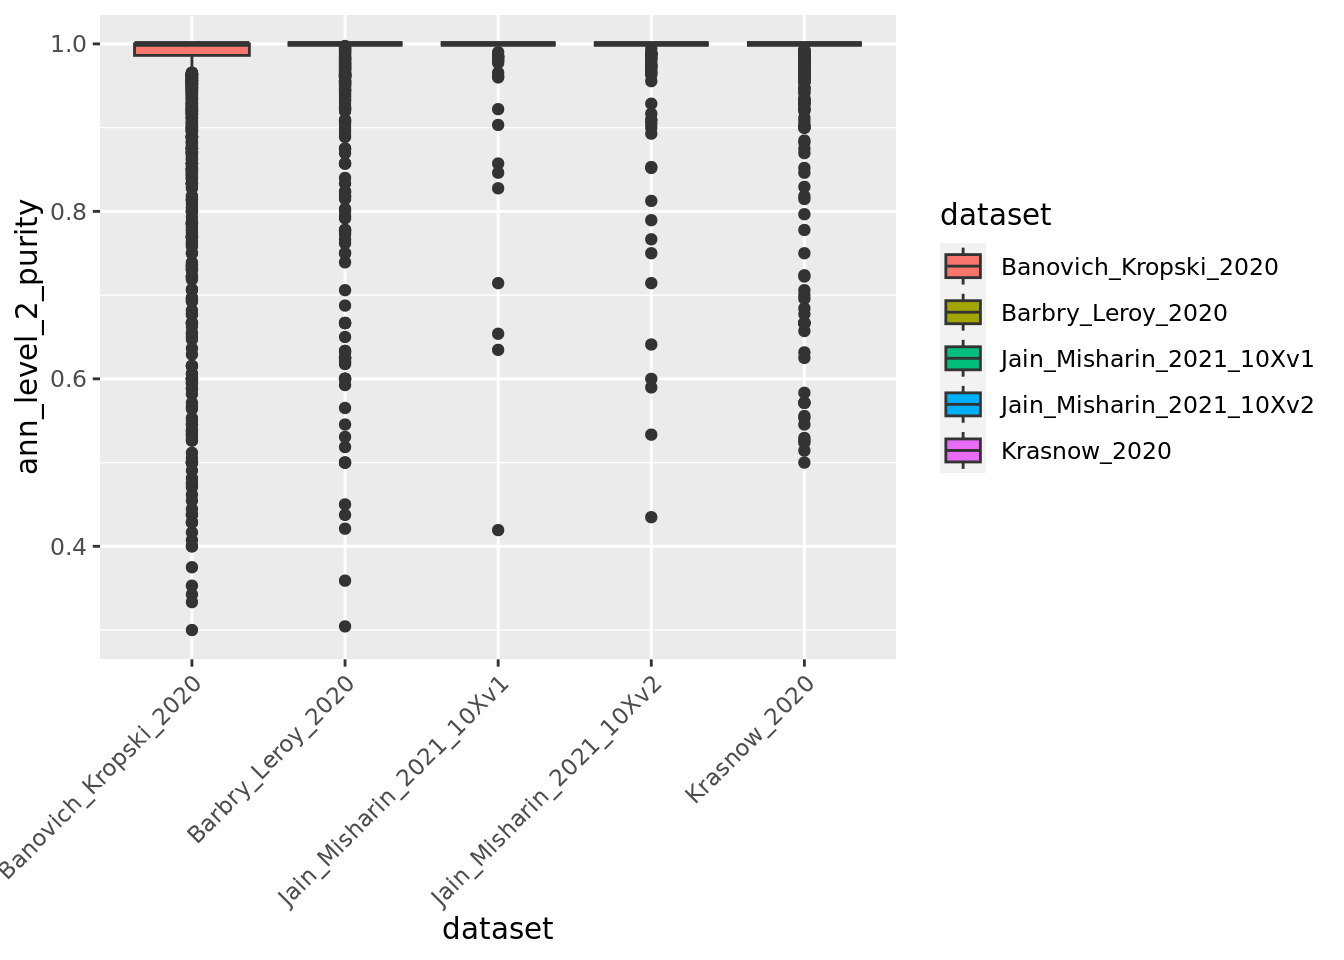 1.0
0.8
0.6
0.4
ann_level_2_purity
Banovich_Kropski_2020
Barbry_Leroy_2020
Jain_Misharin_2021_10Xv1
Jain_Misharin_2021_10Xv2
Krasnow_2020
dataset
dataset
Banovich_Kropski_2020
Barbry_Leroy_2020
Jain_Misharin_2021_10Xv1
Jain_Misharin_2021_10Xv2
Krasnow_2020